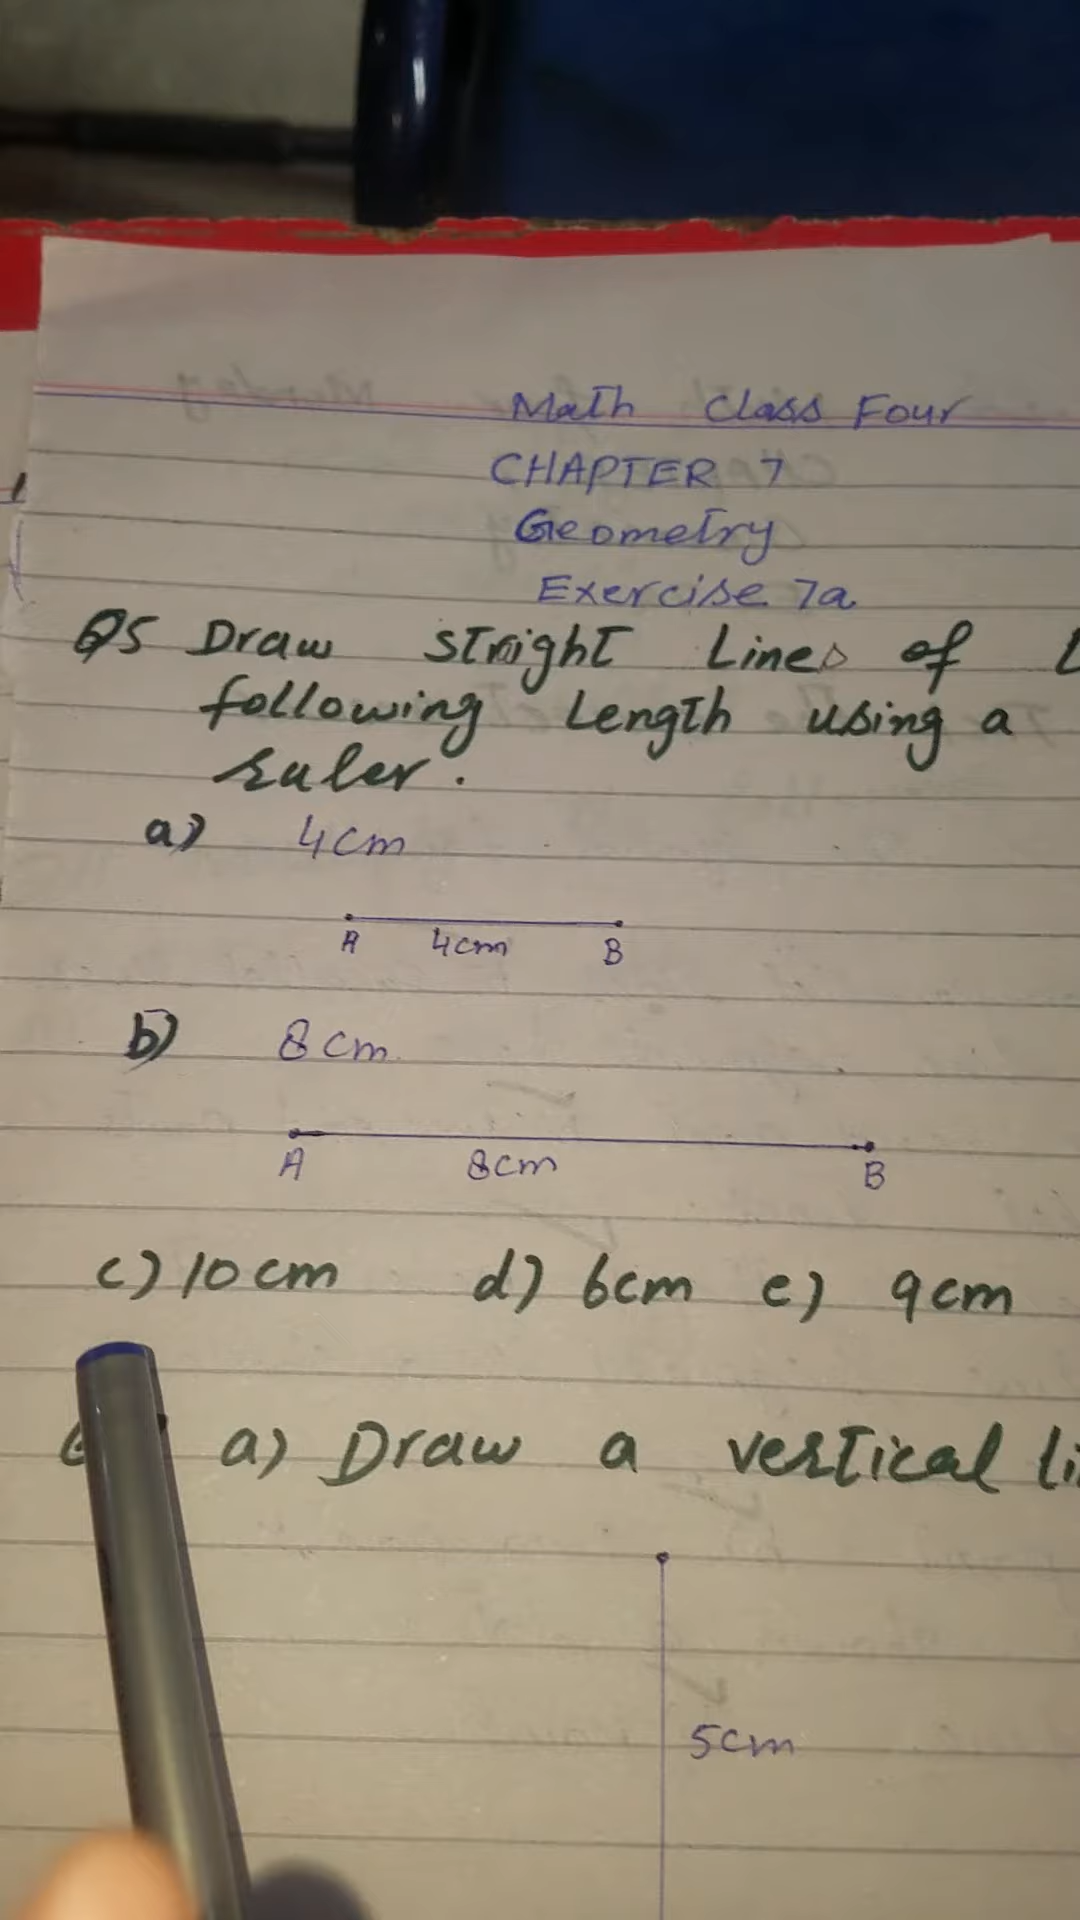 Math Class Four
CHAPTER 7
Geometry
Exercise 7a
Q5 Draw straight Lines of
following Length using a
ruler.
a) 4cm
A 4cm B
b) 8cm
A 8cm B
c) 10cm d) 6cm e) 9cm
a) Draw a vertical
5cm